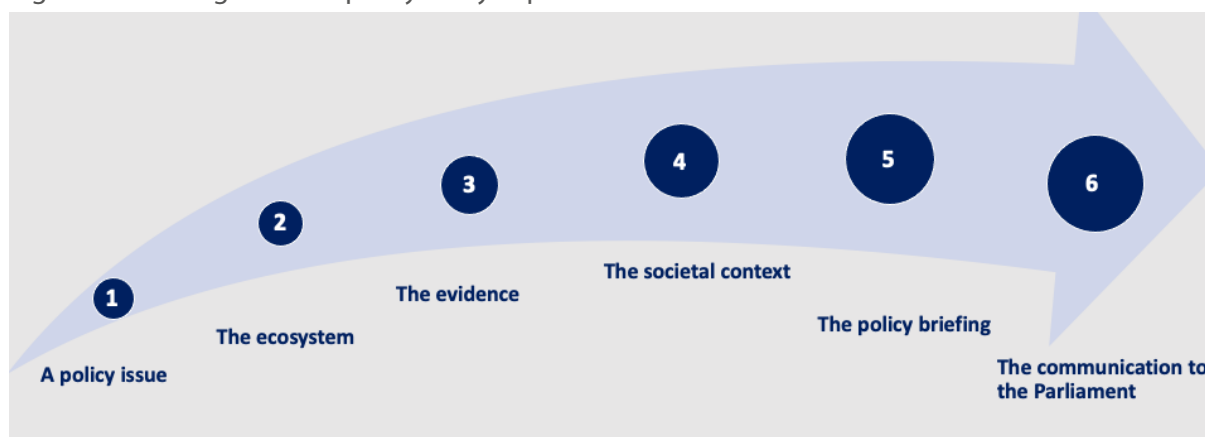 1
A policy issue
2
The ecosystem
3
The evidence
4
The societal context
5
The policy briefing
6
The communication to
the Parliament